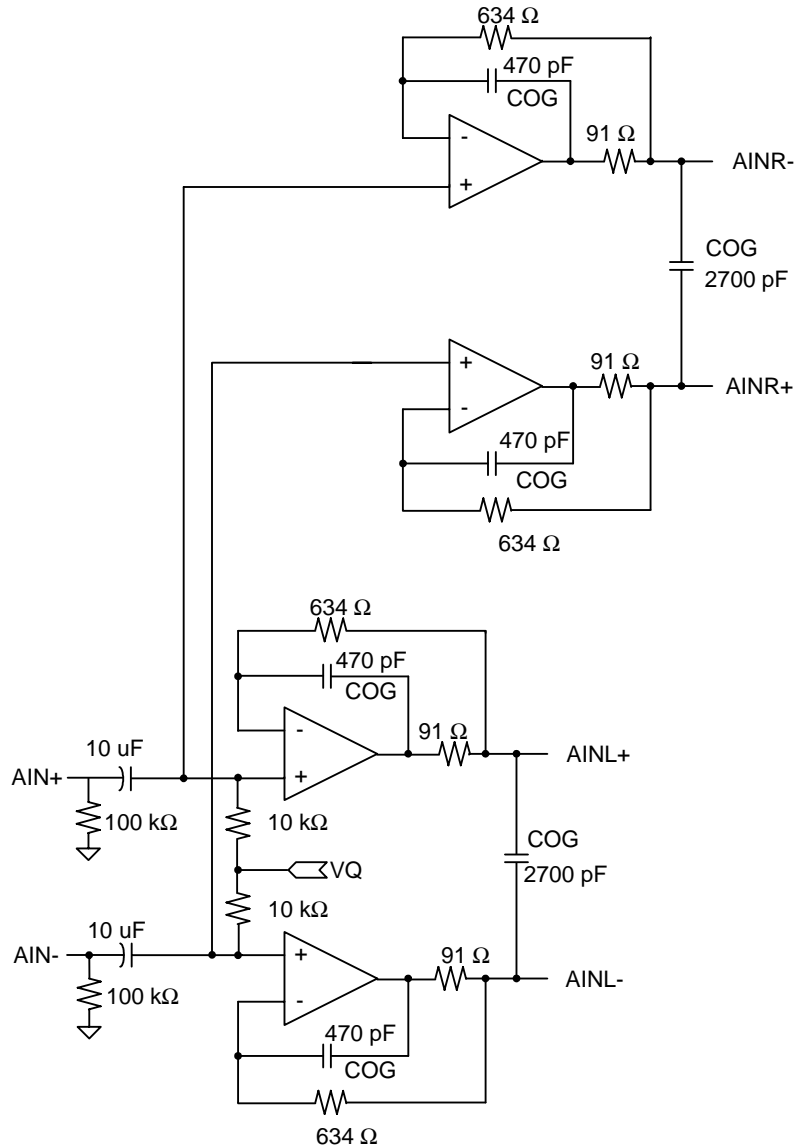 634 Ω
470 pF
COG
91 Ω
-
+
AINR-
COG
2700 pF
91 Ω
+
-
AINR+
470 pF
COG
634 Ω
634 Ω
470 pF
COG
91 Ω
-
+
AINL+
10 uF
AIN+
100 kΩ
10 kΩ
COG
2700 pF
VQ
10 kΩ
10 uF
AIN-
100 kΩ
91 Ω
+
-
AINL-
470 pF
COG
634 Ω